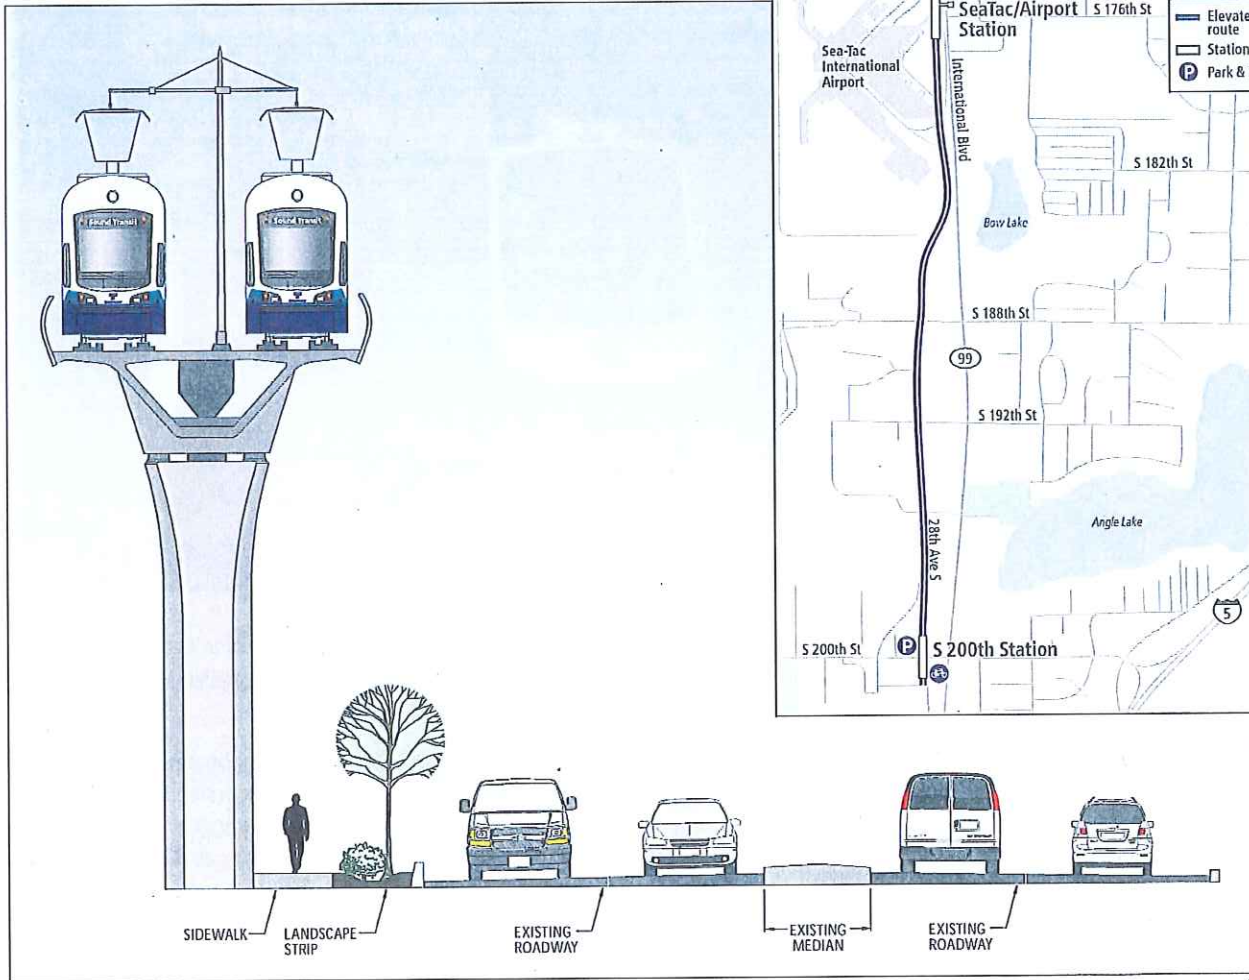 Sound Transit
Sound Transit
SIDEWALK
LANDSCAPE
STRIP
EXISTING
ROADWAY
EXISTING
MEDIAN
EXISTING
ROADWAY
SeaTac/Airport
Station
S 176th St
Elevate
route
Station
P
Park &
Sea-Tac
International
Airport
International Blvd
S 182th St
Bow Lake
S 188th St
99
S 192th St
Angle Lake
28th Ave S
5
S 200th St
P
S 200th Station